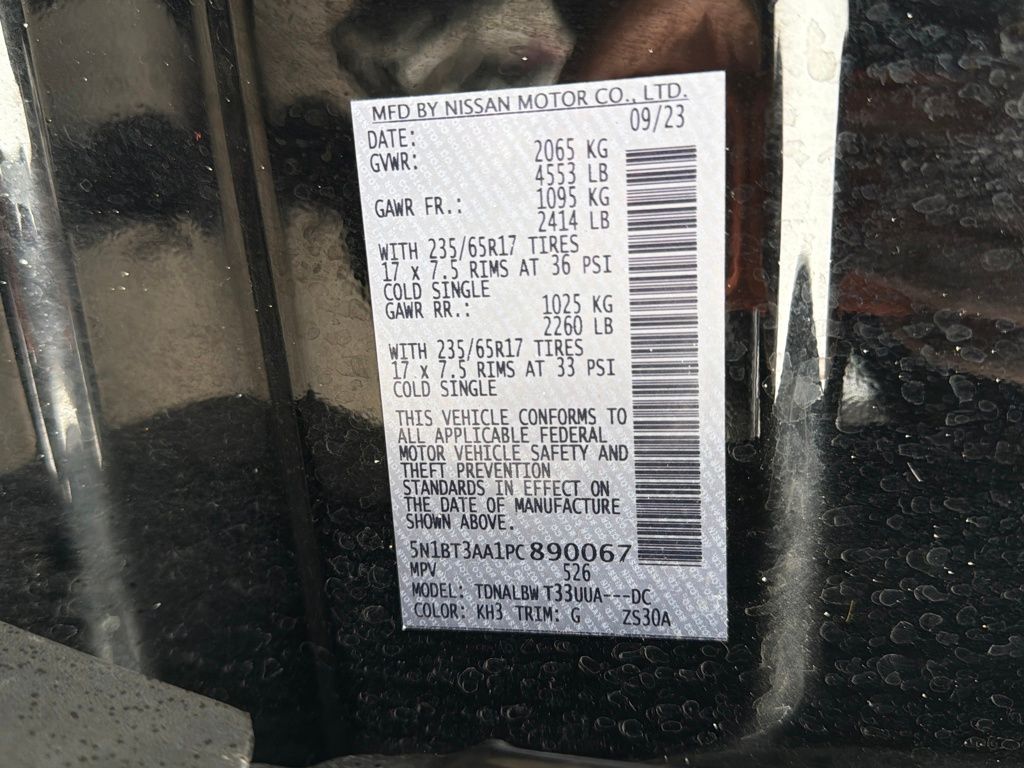 MFD BY NISSAN MOTOR CO., LTD.
DATE: 09/23
GVWR: 2065 KG
4553 LB
GAWR FR.: 1095 KG
2414 LB
WITH 235/65R17 TIRES
17 x 7.5 RIMS AT 36 PSI
COLD SINGLE
GAWR RR.: 1025 KG
2260 LB
WITH 235/65R17 TIRES
17 x 7.5 RIMS AT 33 PSI
COLD SINGLE
THIS VEHICLE CONFORMS TO
ALL APPLICABLE FEDERAL
MOTOR VEHICLE SAFETY AND
THEFT PREVENTION
STANDARDS IN EFFECT ON
THE DATE OF MANUFACTURE
SHOWN ABOVE.
5N1BT3AA1PC890067
MPV 526
MODEL: TDNALBW T33UUA---DC
COLOR: KH3 TRIM: G ZS30A